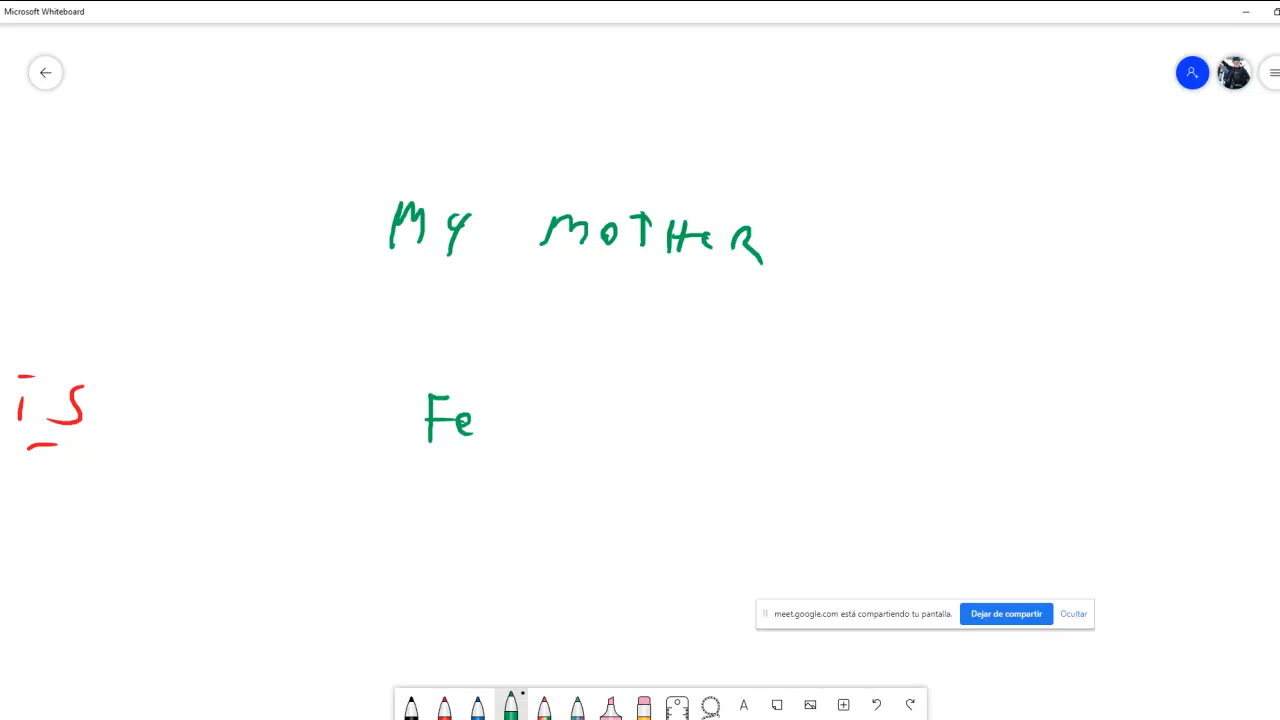 Microsoft Whiteboard
My MOTHER
is
Fe
meet.google.com está compartiendo tu pantalla. Dejar de compartir Ocultar
A